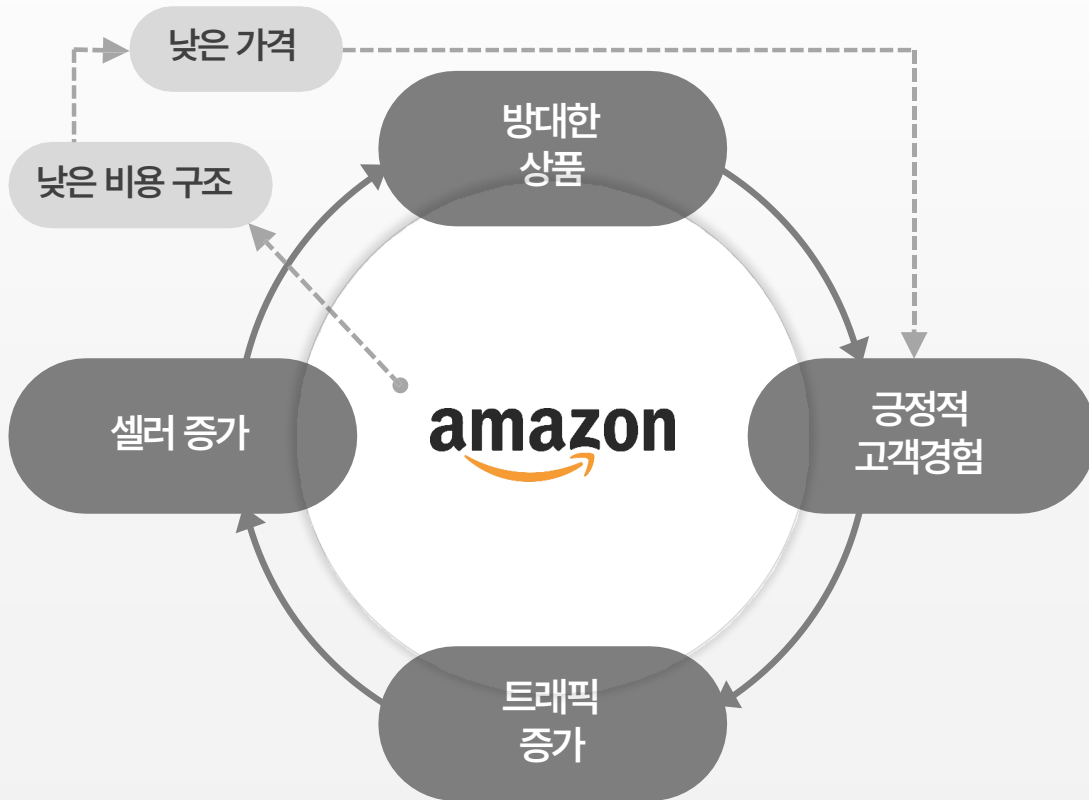 낮은 가격
방대한
상품
낮은 비용 구조
셀러 증가
amazon
긍정적
고객경험
트래픽
증가